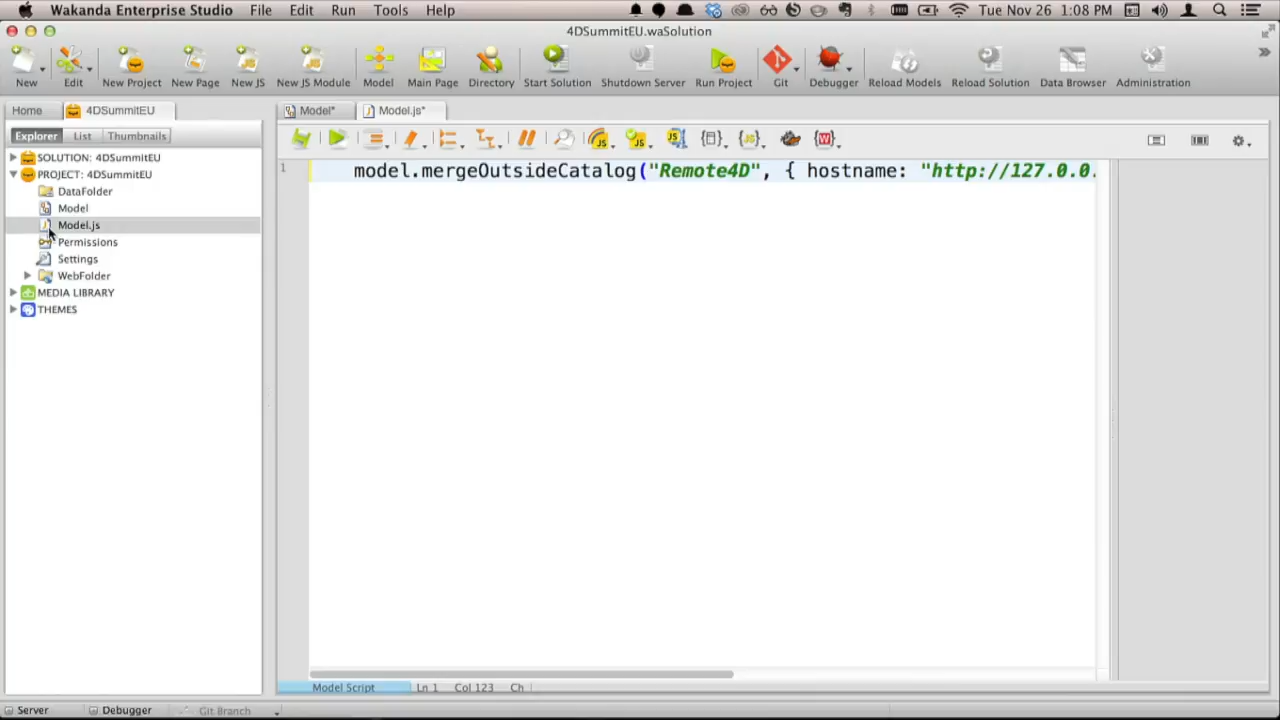 Wakanda Enterprise Studio File Edit Run Tools Help Tue Nov 26 1:08 PM
4DSummitEU.waSolution
New Edit New Project New Page New JS New JS Module Model Main Page Directory Start Solution Shutdown Server Run Project Git Debugger Reload Models Reload Solution Data Browser Administration
Home 4DSummitEU Model* Model.js*
Explorer List Thumbnails
SOLUTION: 4DSummitEU
PROJECT: 4DSummitEU
DataFolder
Model
Model.js
Permissions
Settings
WebFolder
MEDIA LIBRARY
THEMES
1 model.mergeOutsideCatalog("Remote4D", { hostname: "http://127.0.0.
Model Script Ln 1 Col 123 Ch
Server Debugger Git Branch